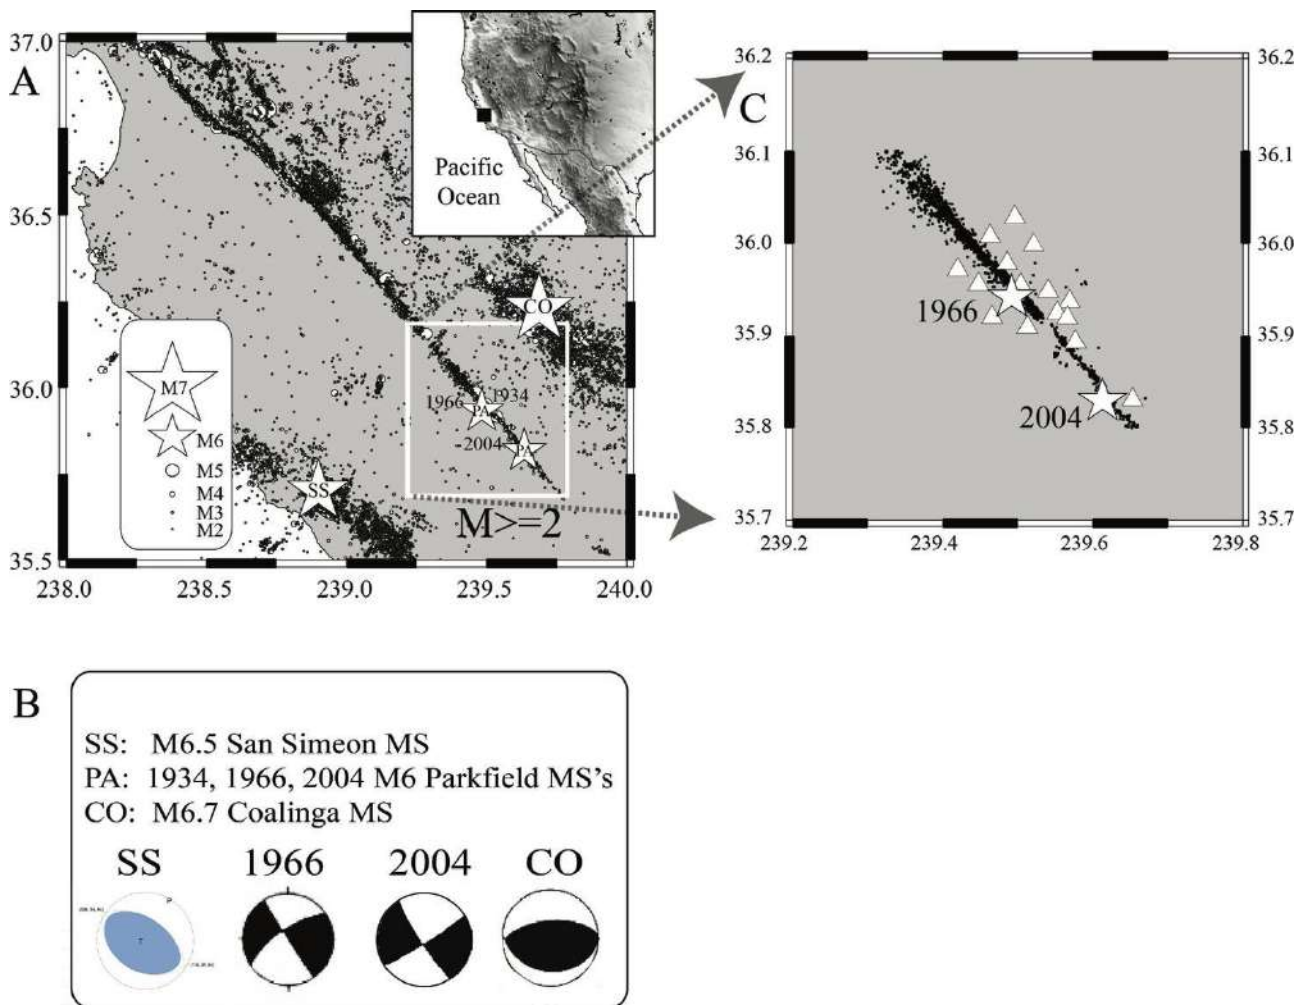 A
37.0
36.5
36.0
35.5
238.0
238.5
239.0
239.5
240.0
Pacific
Ocean
CO
1934
1966
PA
2004
PA
SS
M>=2
M7
M6
M5
M4
M3
M2
C
36.2
36.1
36.0
35.9
35.8
35.7
36.2
36.1
36.0
35.9
35.8
35.7
239.2
239.4
239.6
239.8
1966
2004
B
SS: M6.5 San Simeon MS
PA: 1934, 1966, 2004 M6 Parkfield MS's
CO: M6.7 Coalinga MS
SS 1966 2004 CO
P
T